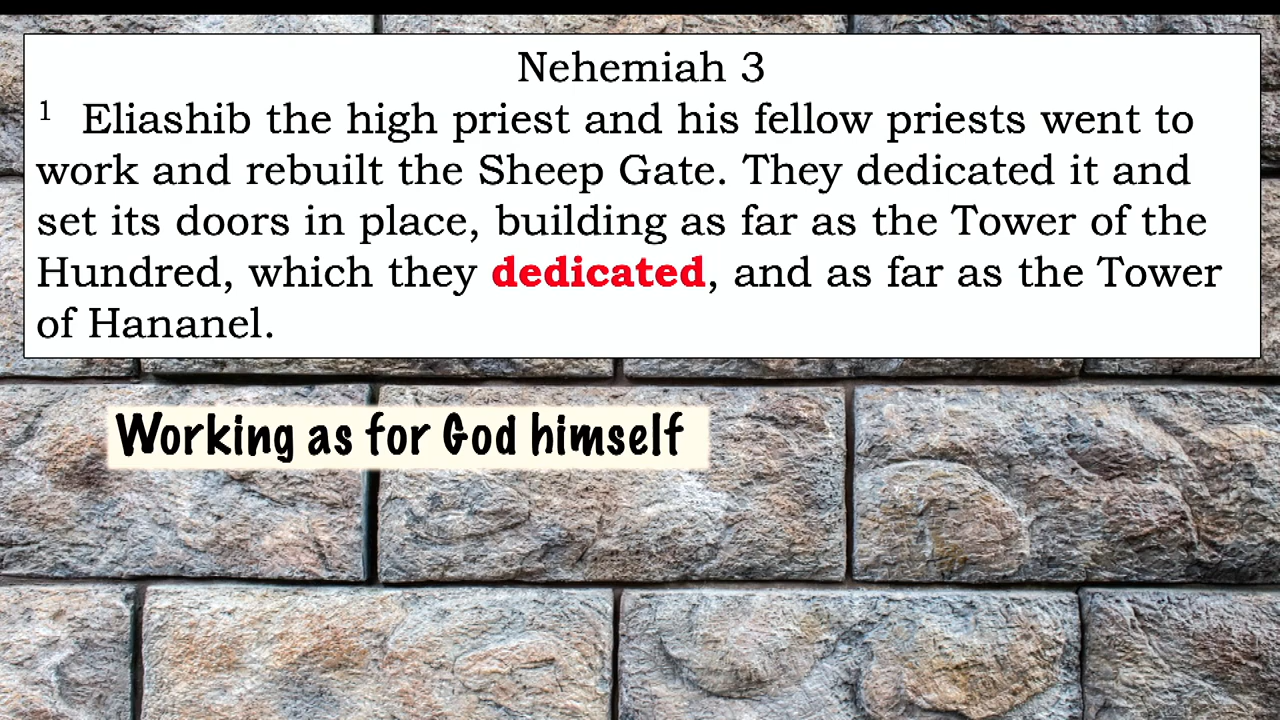 Nehemiah 3
1 Eliashib the high priest and his fellow priests went to
work and rebuilt the Sheep Gate. They dedicated it and
set its doors in place, building as far as the Tower of the
Hundred, which they dedicated, and as far as the Tower
of Hananel.
Working as for God himself